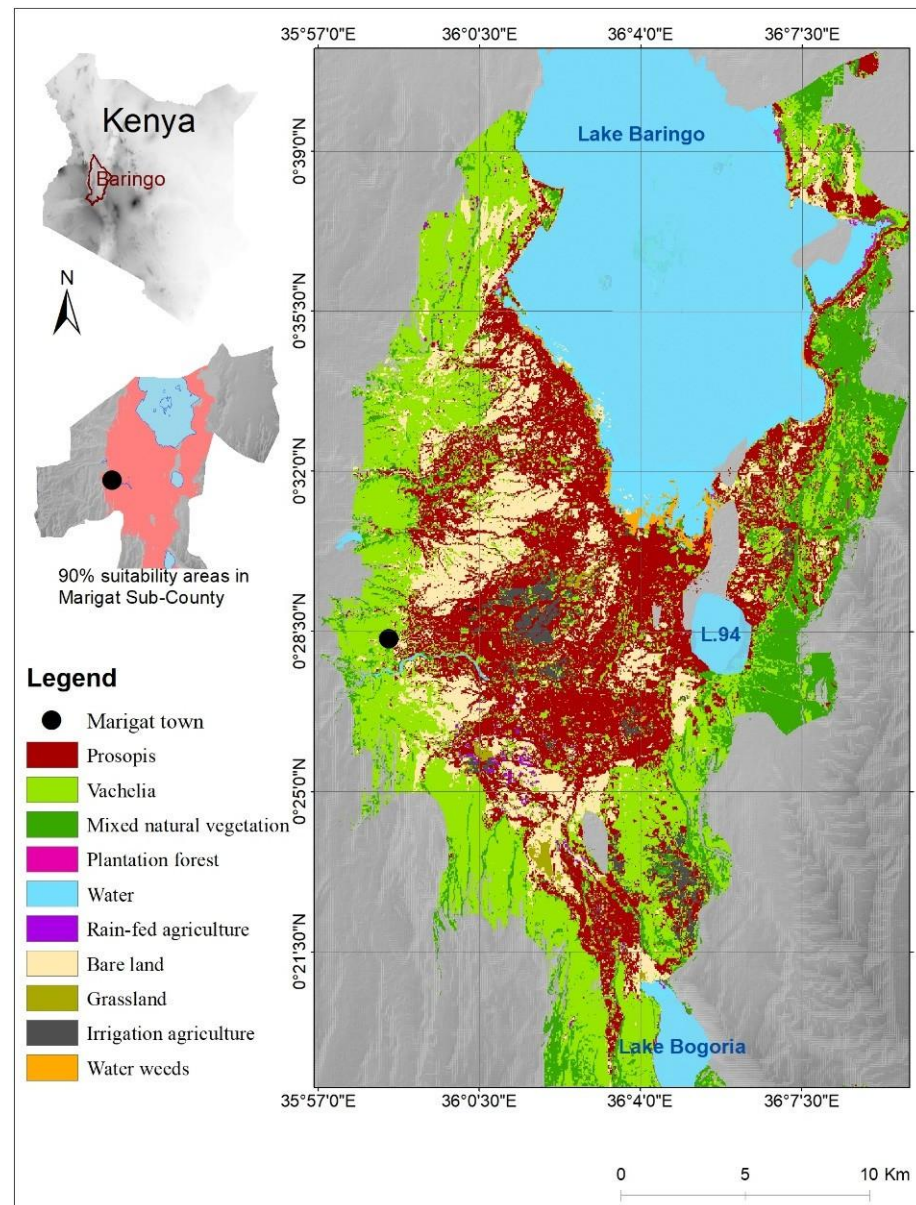 35°57'0"E 36°0'30"E 36°4'0"E 36°7'30"E
Kenya
Baringo
N
90% suitability areas in
Marigat Sub-County
Legend
Marigat town
Prosopis
Vachelia
Mixed natural vegetation
Plantation forest
Water
Rain-fed agriculture
Bare land
Grassland
Irrigation agriculture
Water weeds
0°39'0"N
0°35'30"N
0°32'0"N
0°28'30"N
0°25'0"N
0°21'30"N
Lake Baringo
L.94
Lake Bogoria
35°57'0"E 36°0'30"E 36°4'0"E 36°7'30"E
0 5 10 Km